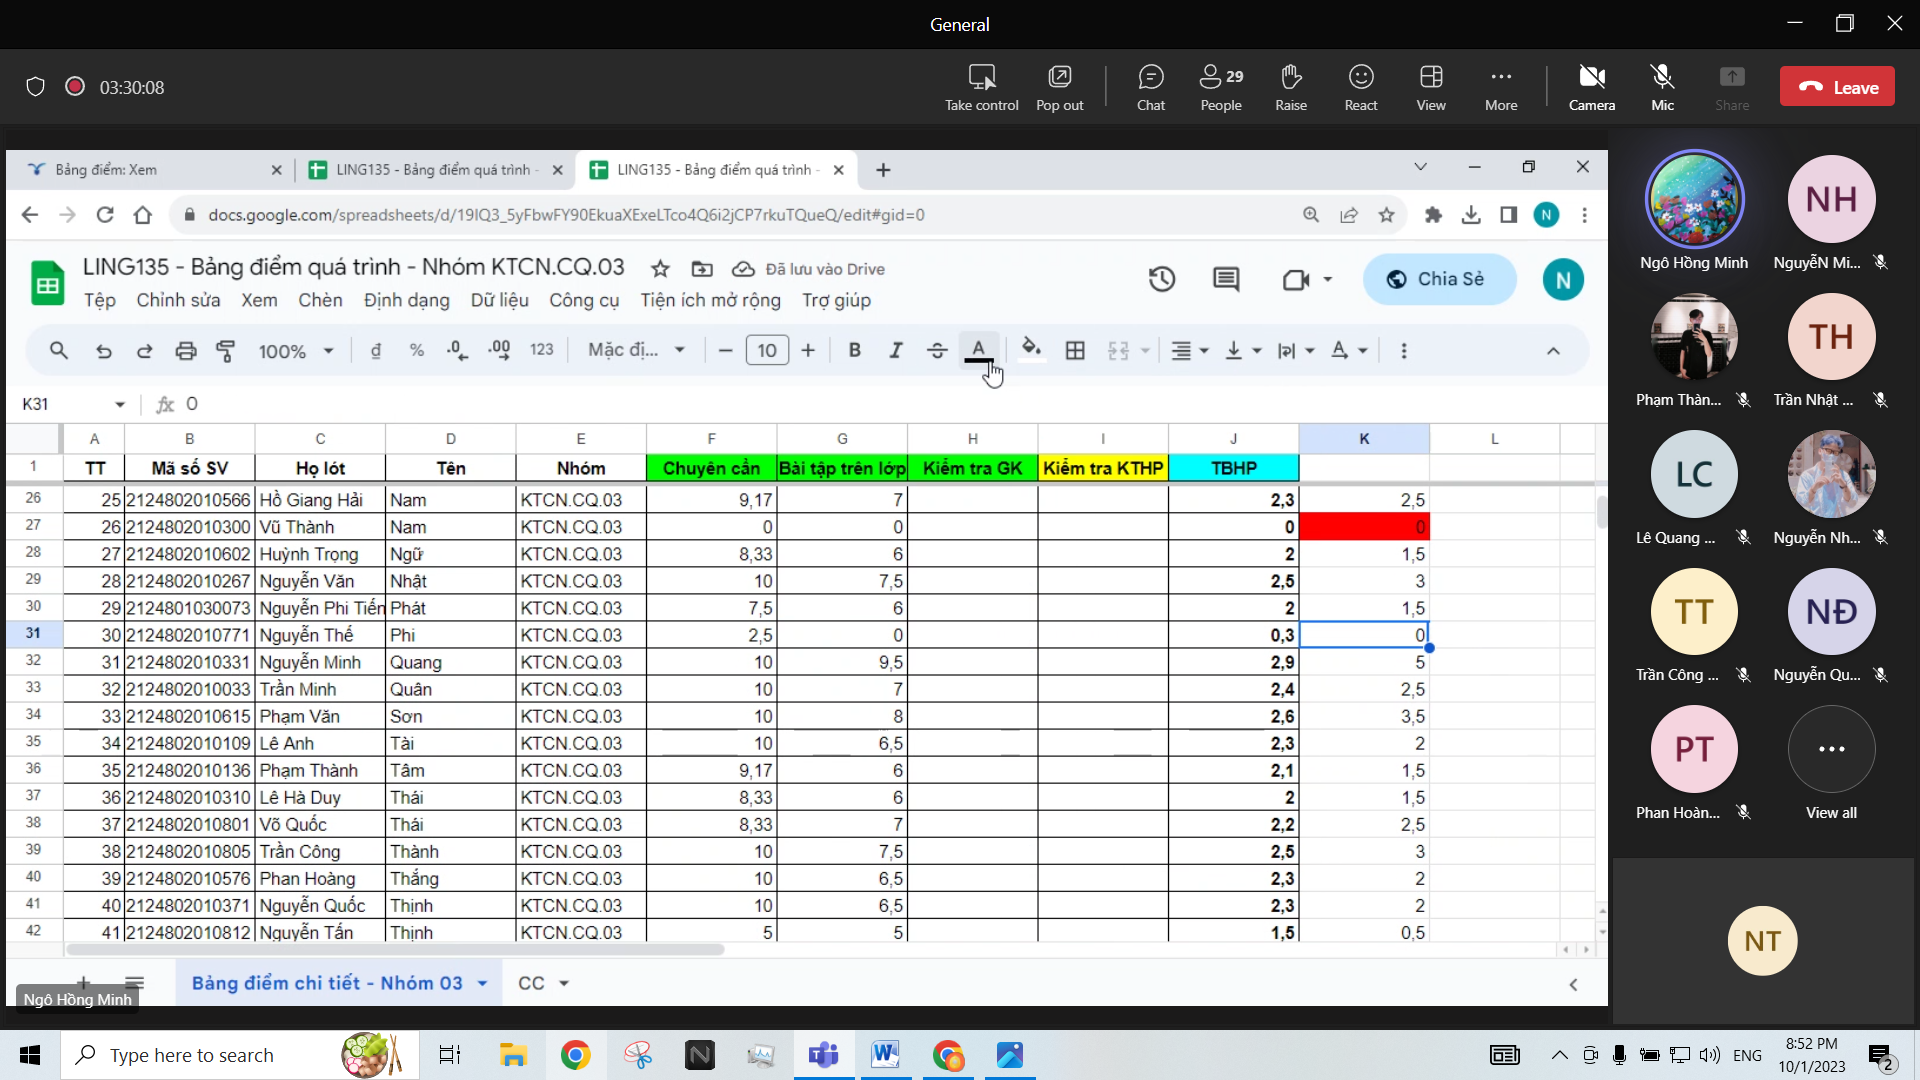 General
03:30:08
Take control
Pop out
Chat
29
People
Raise
React
View
More
Camera
Mic
Share
Leave
Bảng điểm: Xem
LING135 - Bảng điểm quá trình -
LING135 - Bảng điểm quá trình -
docs.google.com/spreadsheets/d/19IQ3_5yFbwFY90EkuaXExeLTco4Q6i2jCP7rkuTQueQ/edit#gid=0
N
LING135 - Bảng điểm quá trình - Nhóm KTCN.CQ.03
Đã lưu vào Drive
Chia Sẻ
N
Tệp Chỉnh sửa Xem Chèn Định dạng Dữ liệu Công cụ Tiện ích mở rộng Trợ giúp
100% đ % .0 .00 123 Mặc đị... 10 B I A A
K31 fx 0
A B C D E F G H I J K L
1 TT Mã số SV Họ lót Tên Nhóm Chuyên cần Bài tập trên lớp Kiểm tra GK Kiểm tra KTHP TBHP
26 25 2124802010566 Hồ Giang Hải Nam KTCN.CQ.03 9,17 7 2,3 2,5
27 26 2124802010300 Vũ Thành Nam KTCN.CQ.03 0 0 0 0
28 27 2124802010602 Huỳnh Trọng Ngữ KTCN.CQ.03 8,33 6 2 1,5
29 28 2124802010267 Nguyễn Văn Nhật KTCN.CQ.03 10 7,5 2,5 3
30 29 2124801030073 Nguyễn Phi Tiến Phát KTCN.CQ.03 7,5 6 2 1,5
31 30 2124802010771 Nguyễn Thế Phi KTCN.CQ.03 2,5 0 0,3 0
32 31 2124802010331 Nguyễn Minh Quang KTCN.CQ.03 10 9,5 2,9 5
33 32 2124802010033 Trần Minh Quân KTCN.CQ.03 10 7 2,4 2,5
34 33 2124802010615 Phạm Văn Sơn KTCN.CQ.03 10 8 2,6 3,5
35 34 2124802010109 Lê Anh Tài KTCN.CQ.03 10 6,5 2,3 2
36 35 2124802010136 Phạm Thành Tâm KTCN.CQ.03 9,17 6 2,1 1,5
37 36 2124802010310 Lê Hà Duy Thái KTCN.CQ.03 8,33 6 2 1,5
38 37 2124802010801 Võ Quốc Thái KTCN.CQ.03 8,33 7 2,2 2,5
39 38 2124802010805 Trần Công Thành KTCN.CQ.03 10 7,5 2,5 3
40 39 2124802010576 Phan Hoàng Thắng KTCN.CQ.03 10 6,5 2,3 2
41 40 2124802010371 Nguyễn Quốc Thịnh KTCN.CQ.03 10 6,5 2,3 2
42 41 2124802010812 Nguyễn Tấn Thịnh KTCN.CQ.03 5 5 1,5 0,5
Bảng điểm chi tiết - Nhóm 03 CC
Ngô Hồng Minh
NH
Ngô Hồng Minh NguyễN Mi...
TH
Phạm Thàn... Trần Nhật ...
LC
Lê Quang ... Nguyễn Nh...
TT NĐ
Trần Công ... Nguyễn Qu...
PT
Phan Hoàn... View all
NT
Type here to search
ENG
8:52 PM
10/1/2023
2